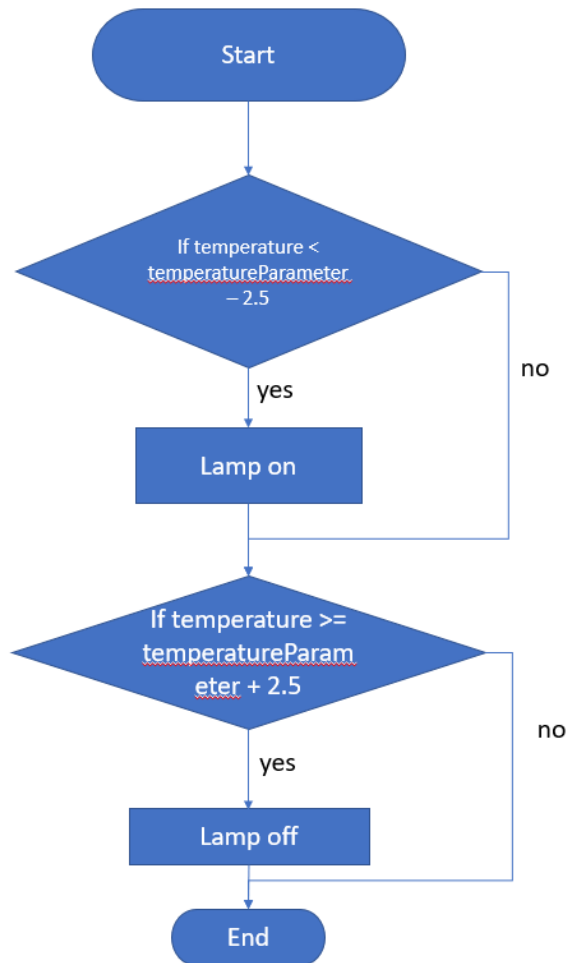 Start
If temperature <
temperatureParameter
– 2.5
no
yes
Lamp on
If temperature >=
temperatureParam
eter + 2.5
no
yes
Lamp off
End